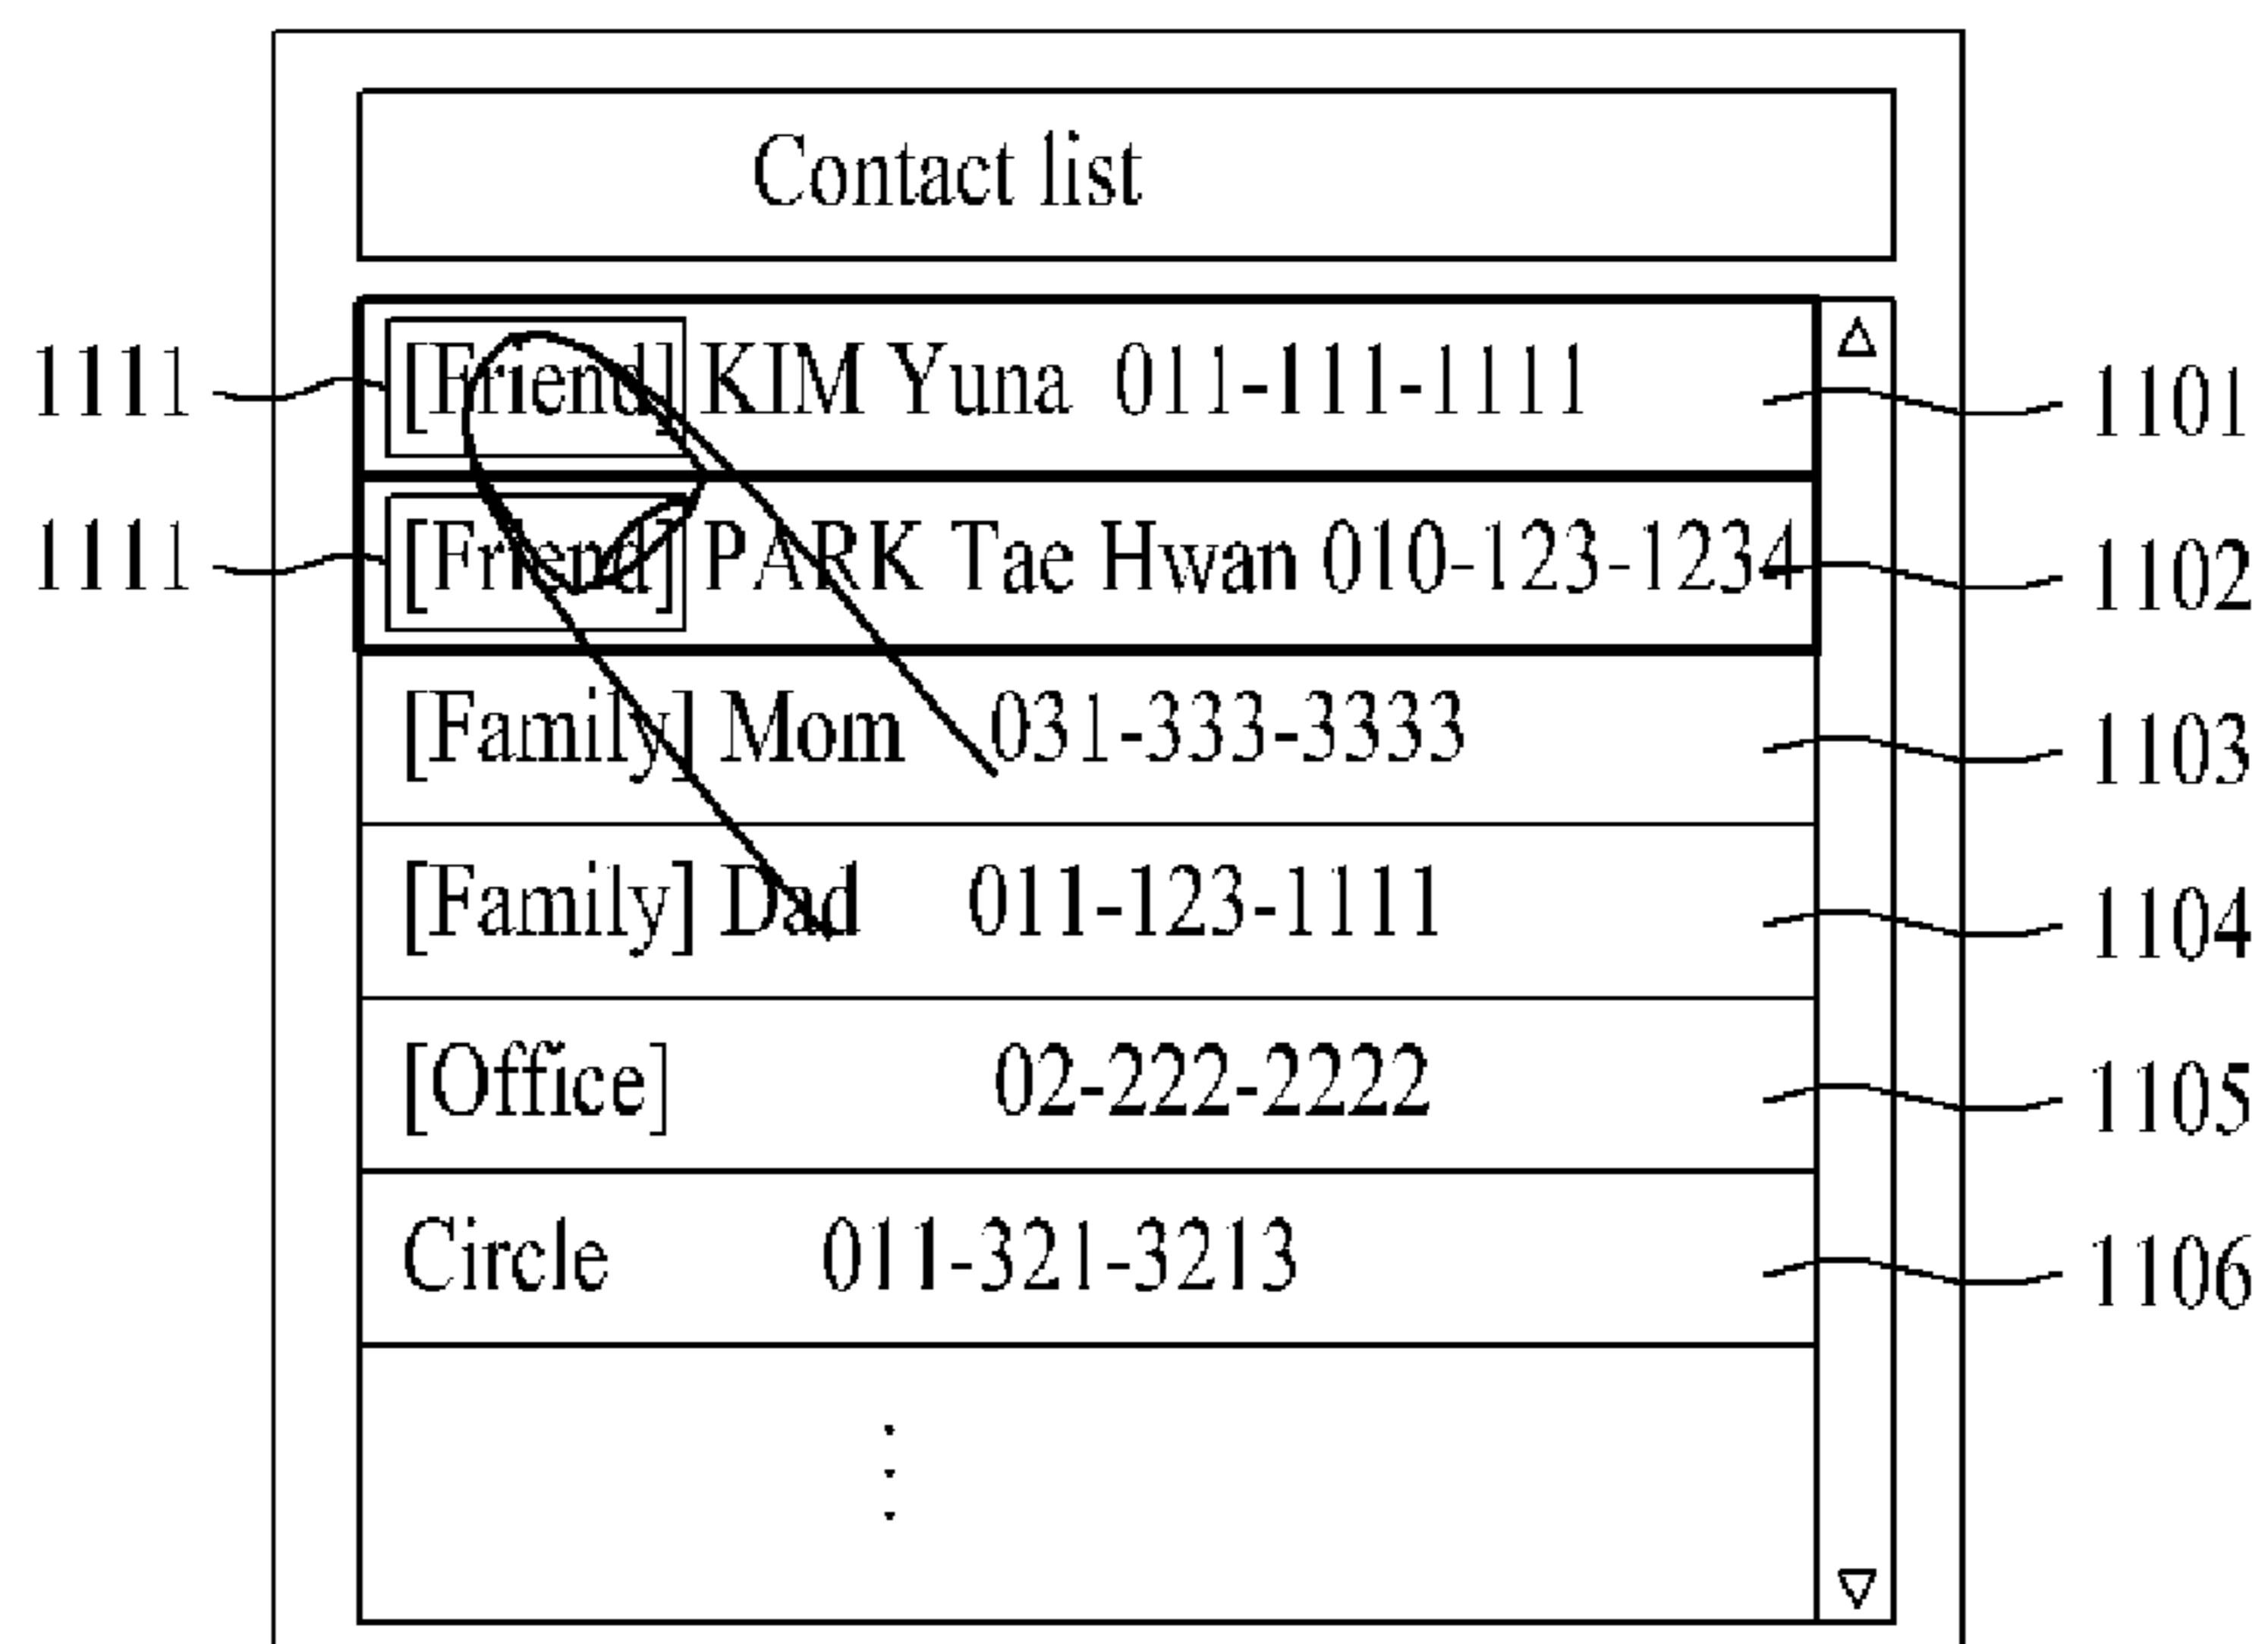 Contact list
1111 [Friend] KIM Yuna 011-111-1111 1101
1111 [Friend] PARK Tae Hwan 010-123-1234 1102
[Family] Mom 031-333-3333 1103
[Family] Dad 011-123-1111 1104
[Office] 02-222-2222 1105
Circle 011-321-3213 1106